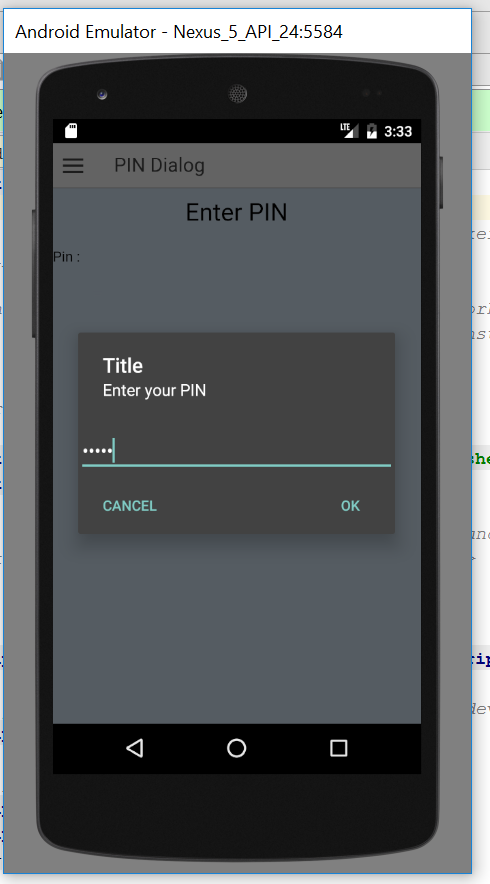 Android Emulator - Nexus_5_API_24:5584
LTE 3:33
PIN Dialog
Enter PIN
Pin :
Title
Enter your PIN
•••••
CANCEL OK